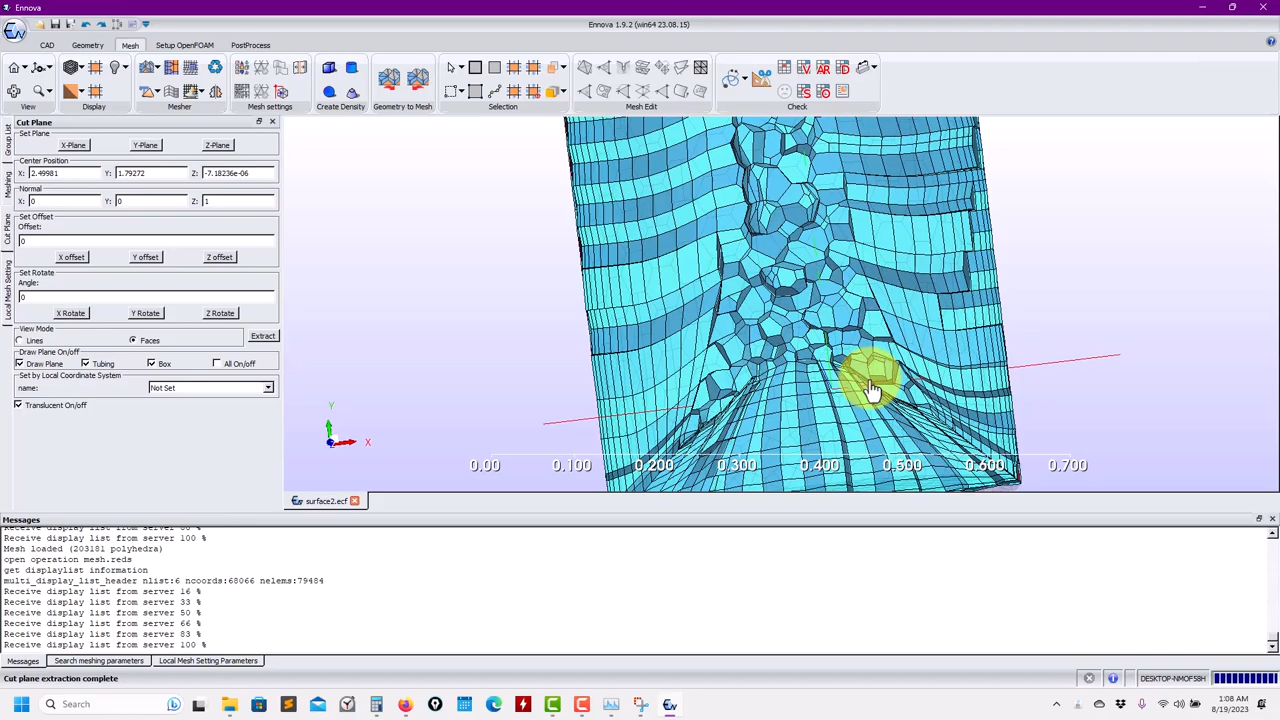 Ennova
Ennova 1.9.2 (win64 23.08.15)
CAD
Geometry
Mesh
Setup OpenFOAM
PostProcess
View
Display
Mesher
Mesh settings
Create Density
Geometry to Mesh
Selection
Mesh Edit
Check
Cut Plane
Set Plane
X-Plane
Y-Plane
Z-Plane
Center Position
X: 2.49981
Y: 1.79272
Z: -7.18236e-06
Normal
X: 0
Y: 0
Z: 1
Set Offset
Offset:
0
X offset
Y offset
Z offset
Set Rotate
Angle:
0
X Rotate
Y Rotate
Z Rotate
View Mode
Lines
Faces
Extract
Draw Plane On/off
Draw Plane
Tubing
Box
All On/off
Set by Local Coordinate System
name:
Not Set
Translucent On/off
Group List
Meshing
Cut Plane
Local Mesh Setting
Y
X
0.00 0.100 0.200 0.300 0.400 0.500 0.600 0.700
surface2.ecf
Messages
Receive display list from server 100 %
Mesh loaded (203181 polyhedra)
open operation mesh.reds
get displaylist information
multi_display_list_header nlist:6 ncoords:68066 nelems:79484
Receive display list from server 16 %
Receive display list from server 33 %
Receive display list from server 50 %
Receive display list from server 66 %
Receive display list from server 83 %
Receive display list from server 100 %
Messages
Search meshing parameters
Local Mesh Setting Parameters
Cut plane extraction complete
DESKTOP-NMOF58H
Search
1:08 AM
8/19/2023